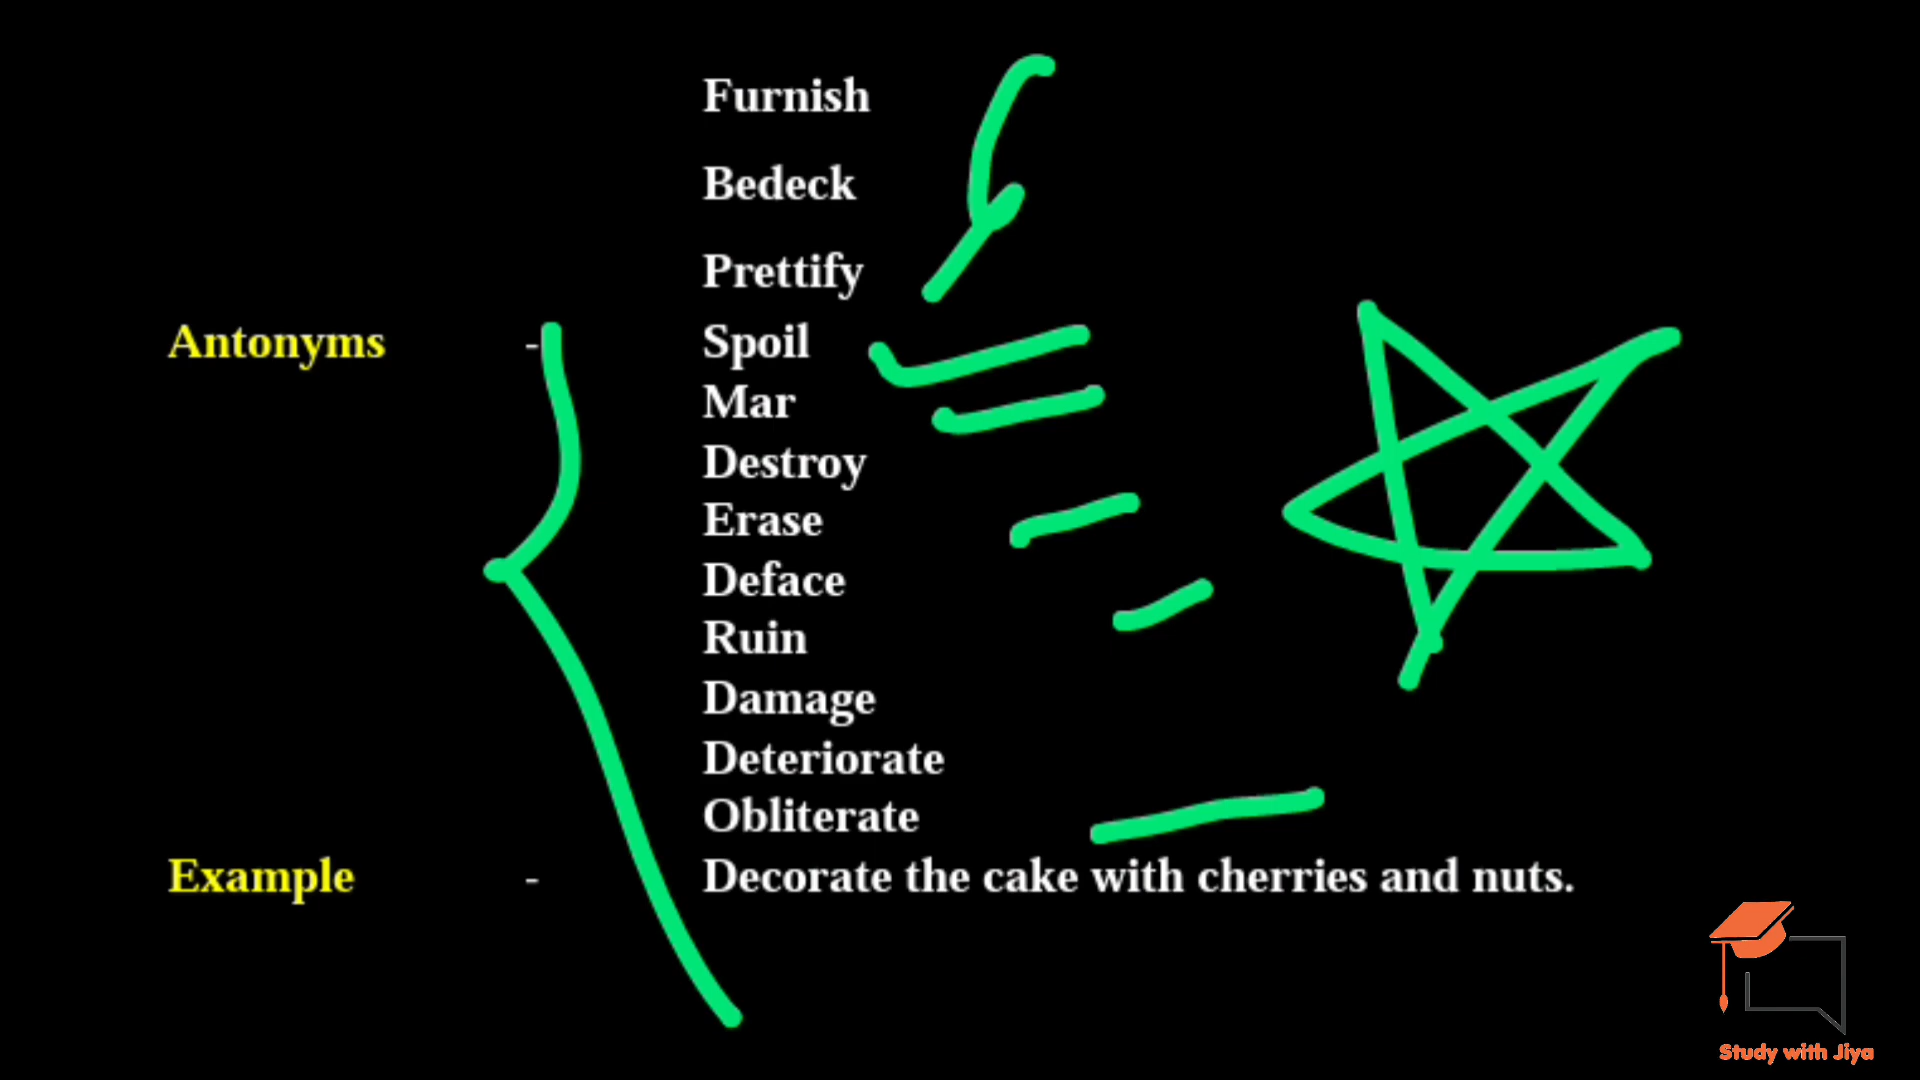 Furnish
Bedeck
Prettify
Antonyms - Spoil
Mar
Destroy
Erase
Deface
Ruin
Damage
Deteriorate
Obliterate
Example - Decorate the cake with cherries and nuts.
Study with Jiya